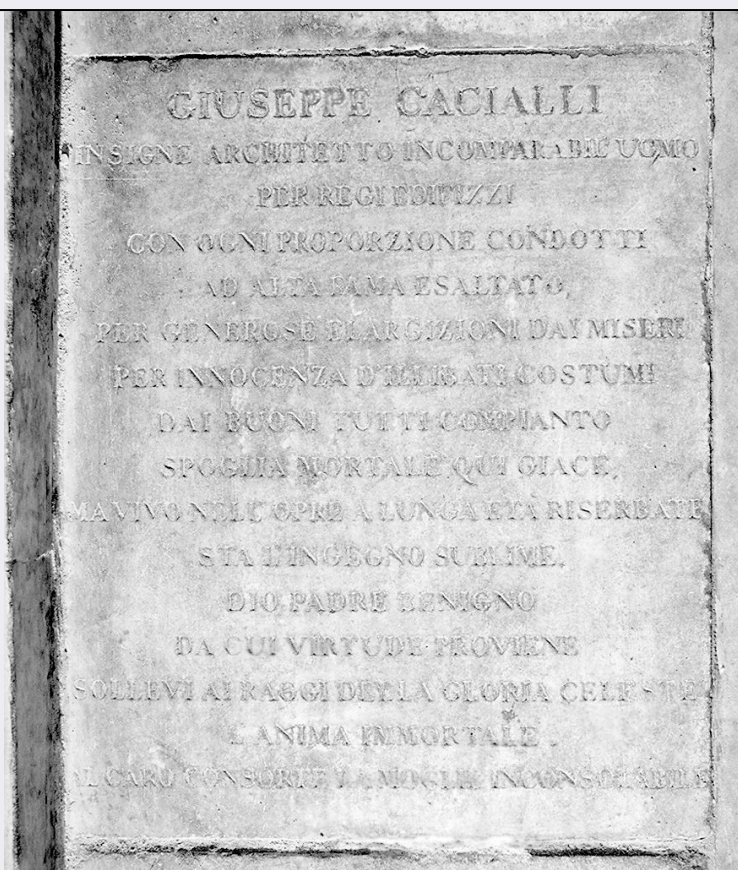 GIUSEPPE CACIALLI
INSIGNE ARCHITETTO INCOMPARABIL' UOMO
PER REGI EDIFIZZI
CON OGNI PROPORZIONE CONDOTTI
AD ALTA FAMA ESALTATO,
PER GENEROSE ELARGIZIONI DAI MISERI
PER INNOCENZA D'ILLIBATI COSTUMI
DAI BUONI TUTTI COMPIANTO
SPOGLIA MORTALE QUI GIACE,
MA VIVO NELL' OPRE A LUNGA ETÀ RISERBATE
STA L'INGEGNO SUBLIME.
DIO PADRE BENIGNO
DA CUI VIRTUDE PROVIENE
SOLLEVI AI RAGGI DELLA GLORIA CELESTE
L'ANIMA IMMORTALE.
AL CARO CONSORTE LA MOGLIE INCONSOLABILE